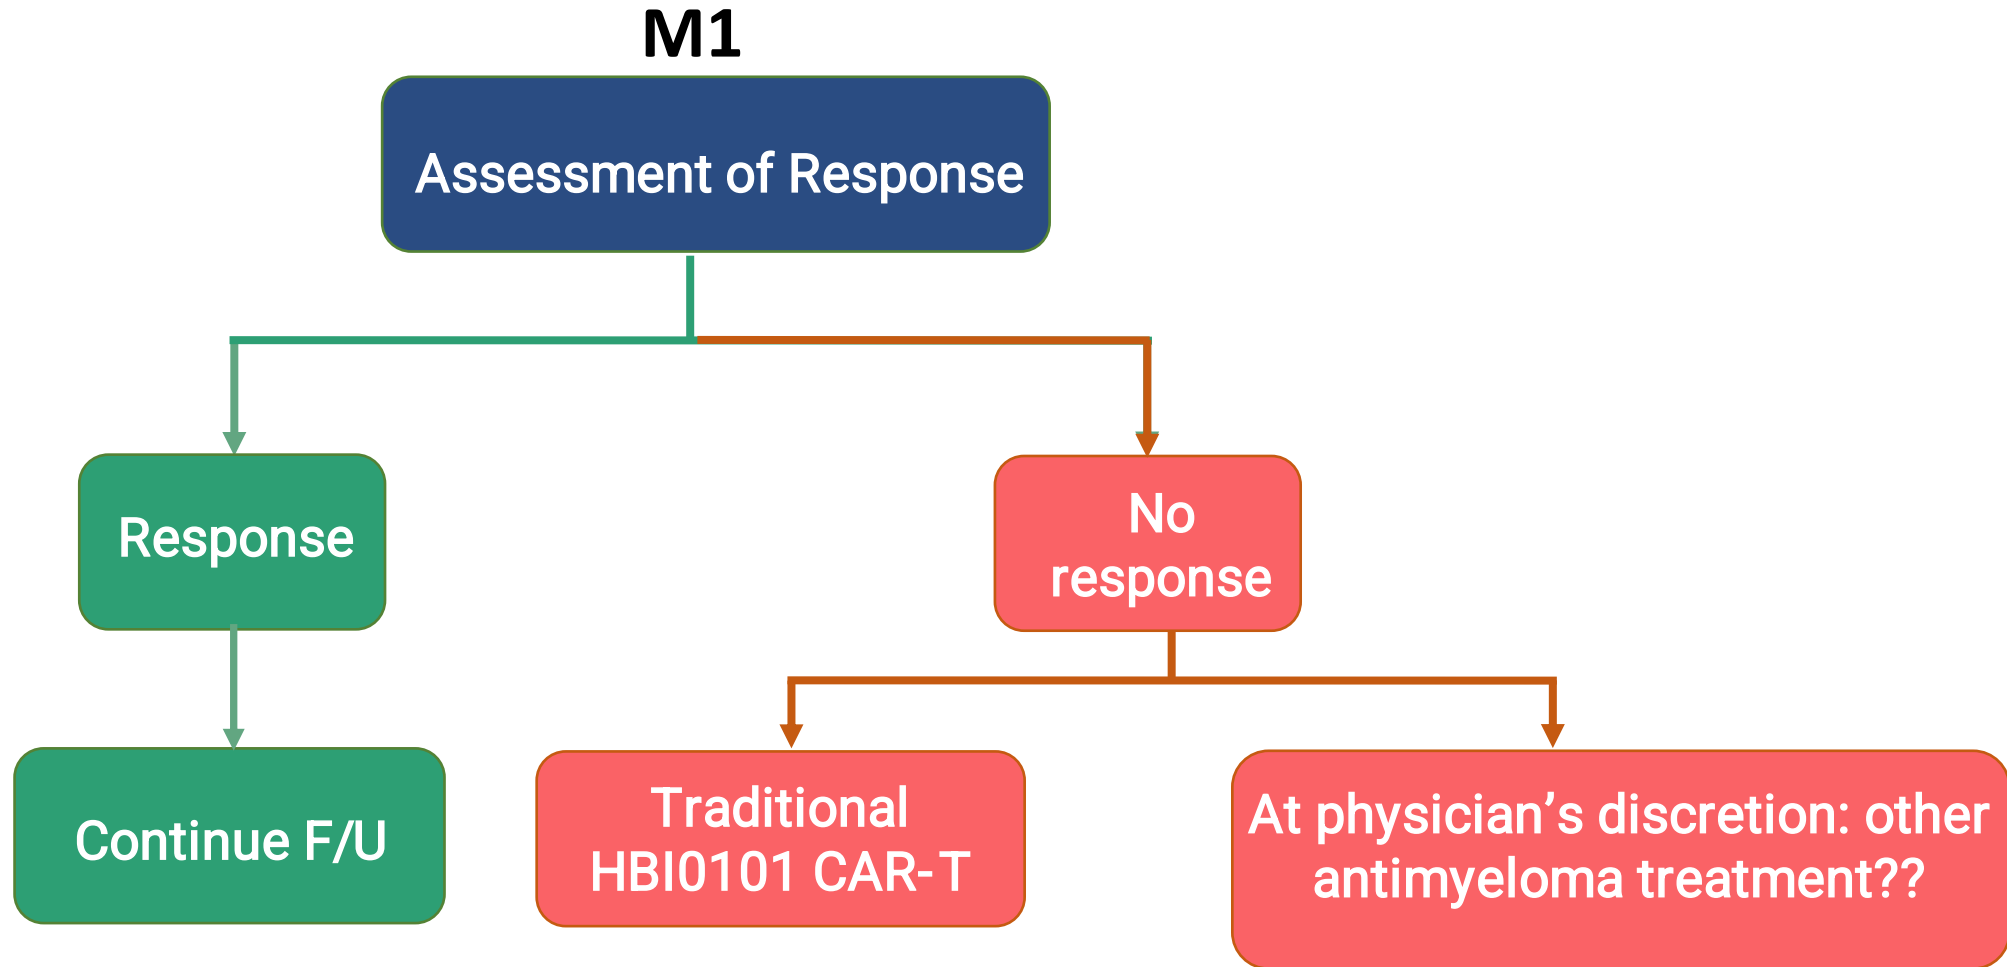 M1
Assessment of Response
Response
No
response
Continue F/U
Traditional
HBI0101 CAR-T
At physician’s discretion: other
antimyeloma treatment??